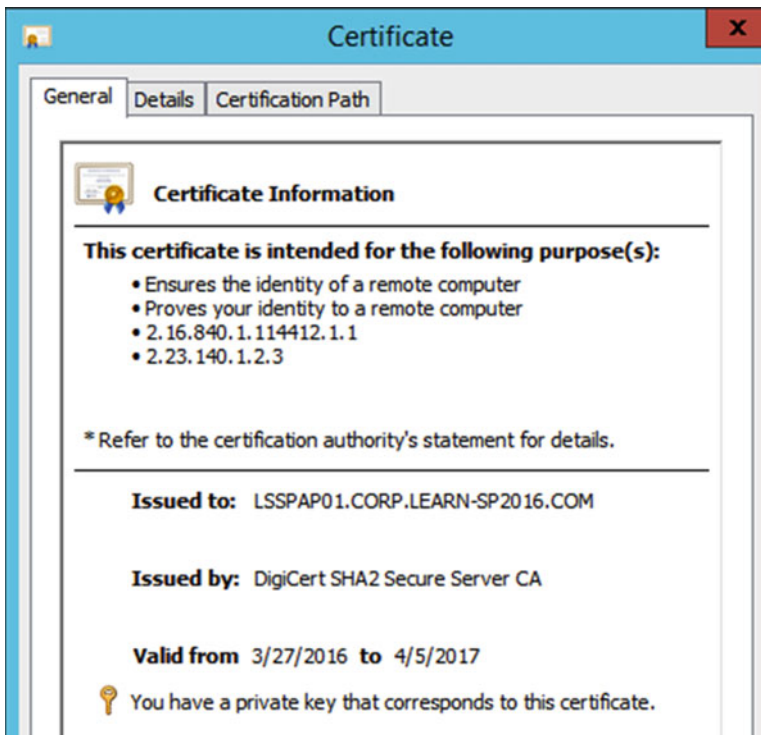 Certificate
X
General Details Certification Path
Certificate Information
This certificate is intended for the following purpose(s):
• Ensures the identity of a remote computer
• Proves your identity to a remote computer
• 2.16.840.1.114412.1.1
• 2.23.140.1.2.3
* Refer to the certification authority's statement for details.
Issued to: LSSPAP01.CORP.LEARN-SP2016.COM
Issued by: DigiCert SHA2 Secure Server CA
Valid from 3/27/2016 to 4/5/2017
You have a private key that corresponds to this certificate.